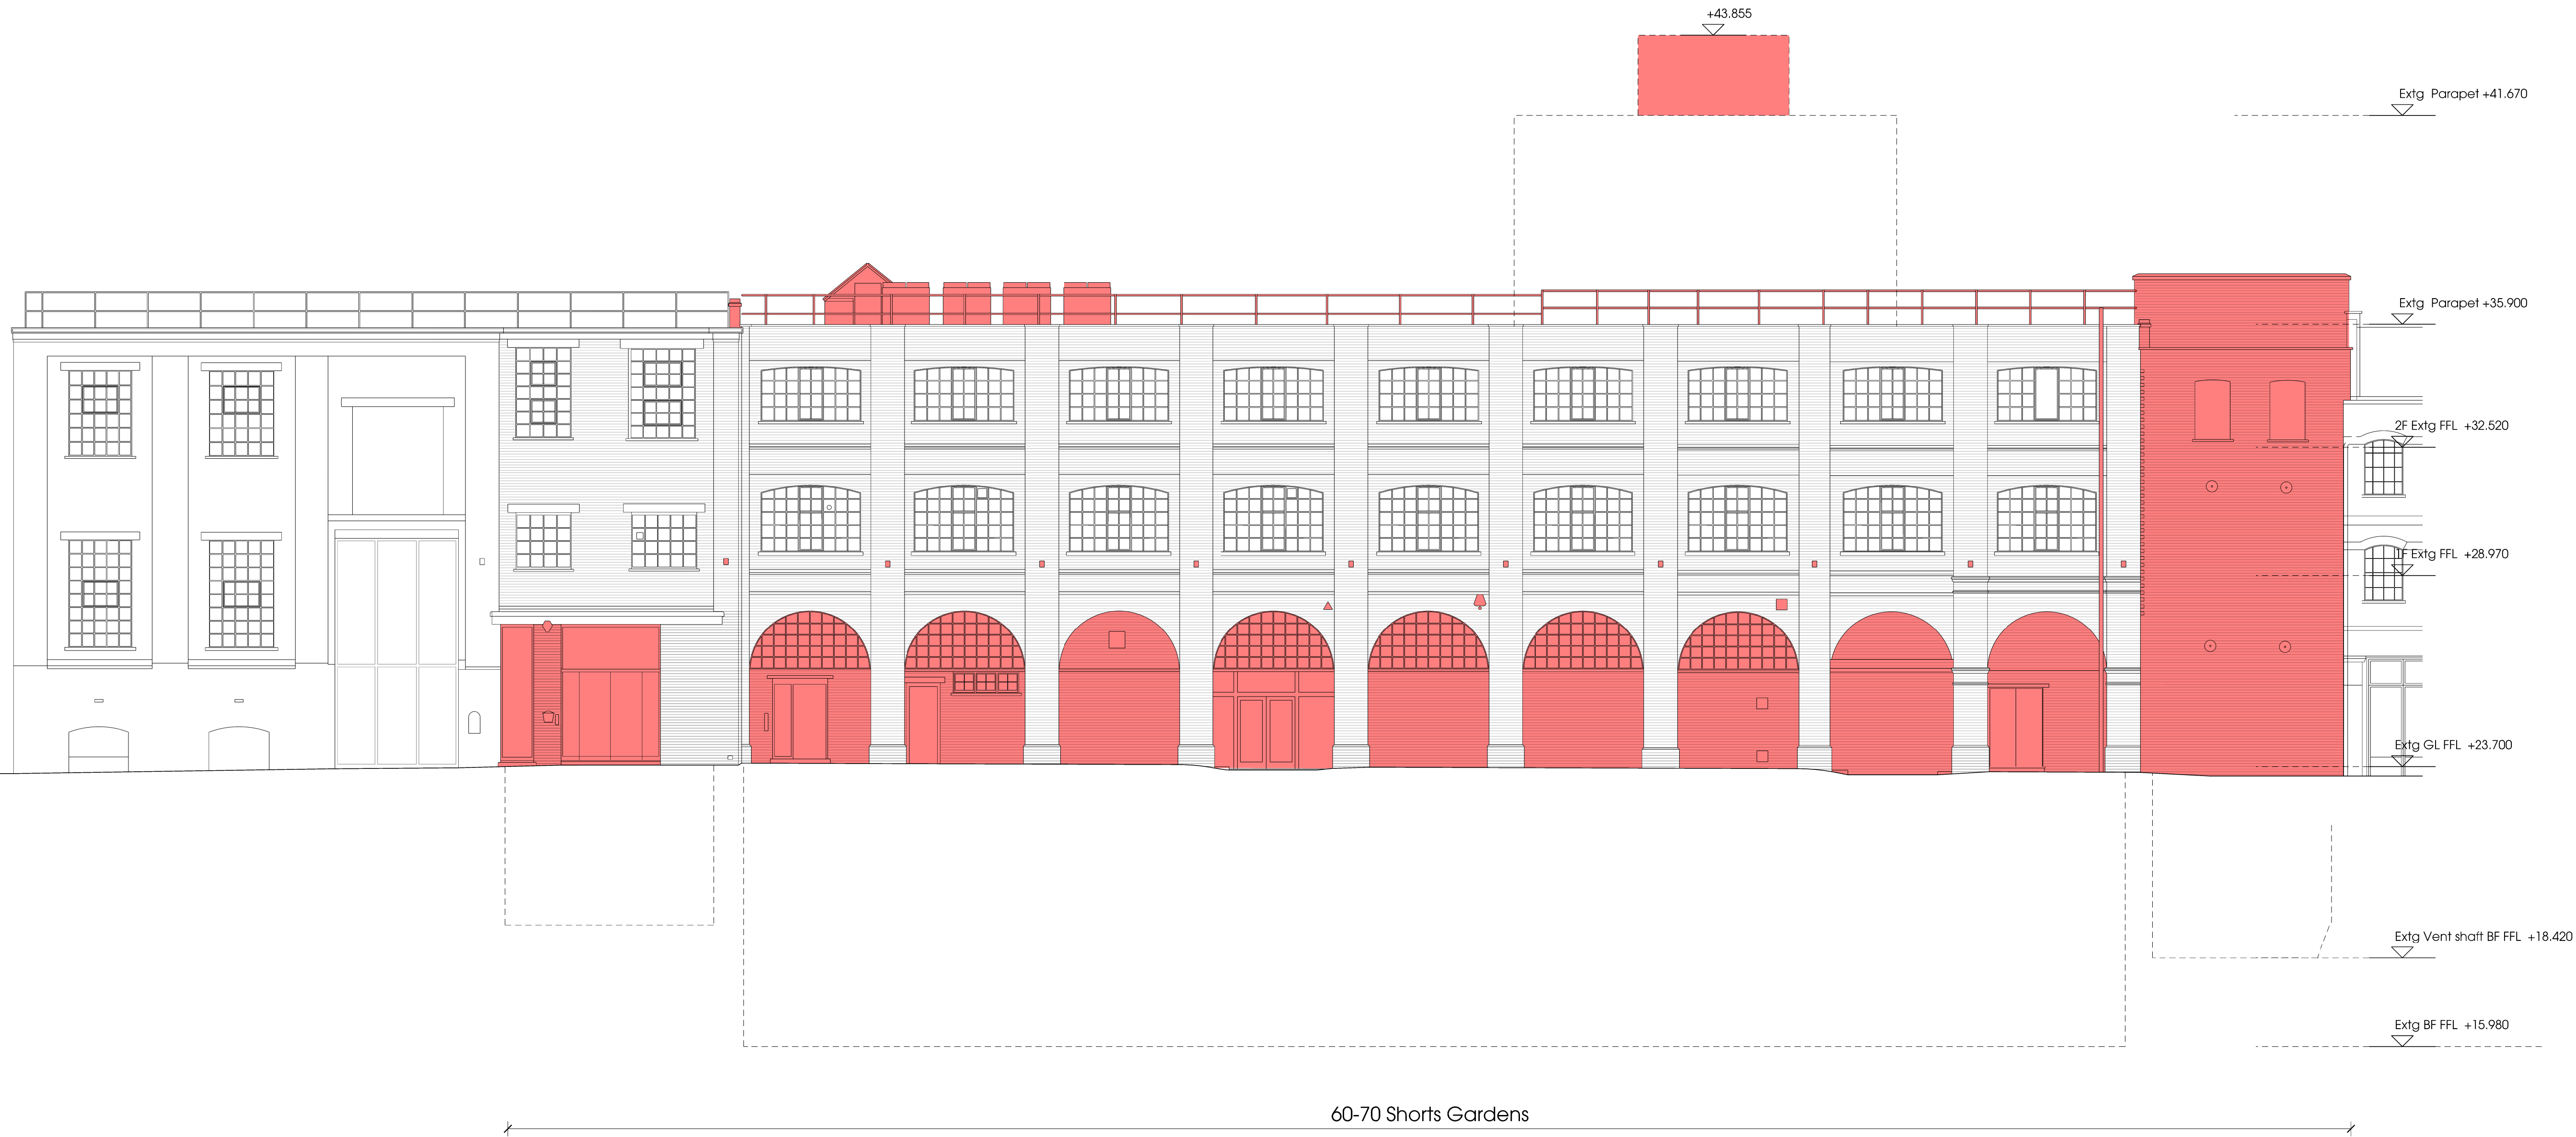 +43.855
Extg  Parapet +41.670
Extg  Parapet +35.900
2F Extg FFL  +32.520
1F Extg FFL  +28.970
Extg GL FFL  +23.700
Extg Vent shaft BF FFL  +18.420
Extg BF FFL  +15.980
60-70 Shorts Gardens